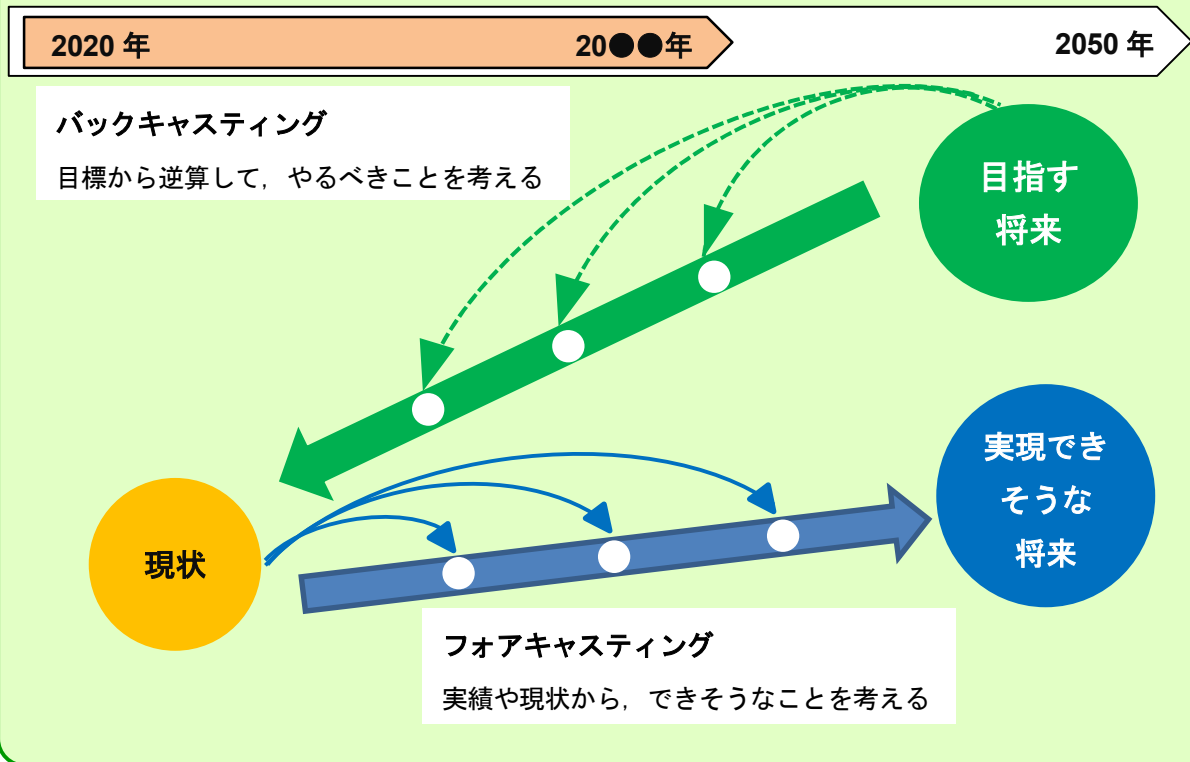 2020 年 20●●年 2050 年
バックキャスティング
目標から逆算して，やるべきことを考える
目指す
将来
実現でき
そうな
将来
現状
フォアキャスティング
実績や現状から，できそうなことを考える